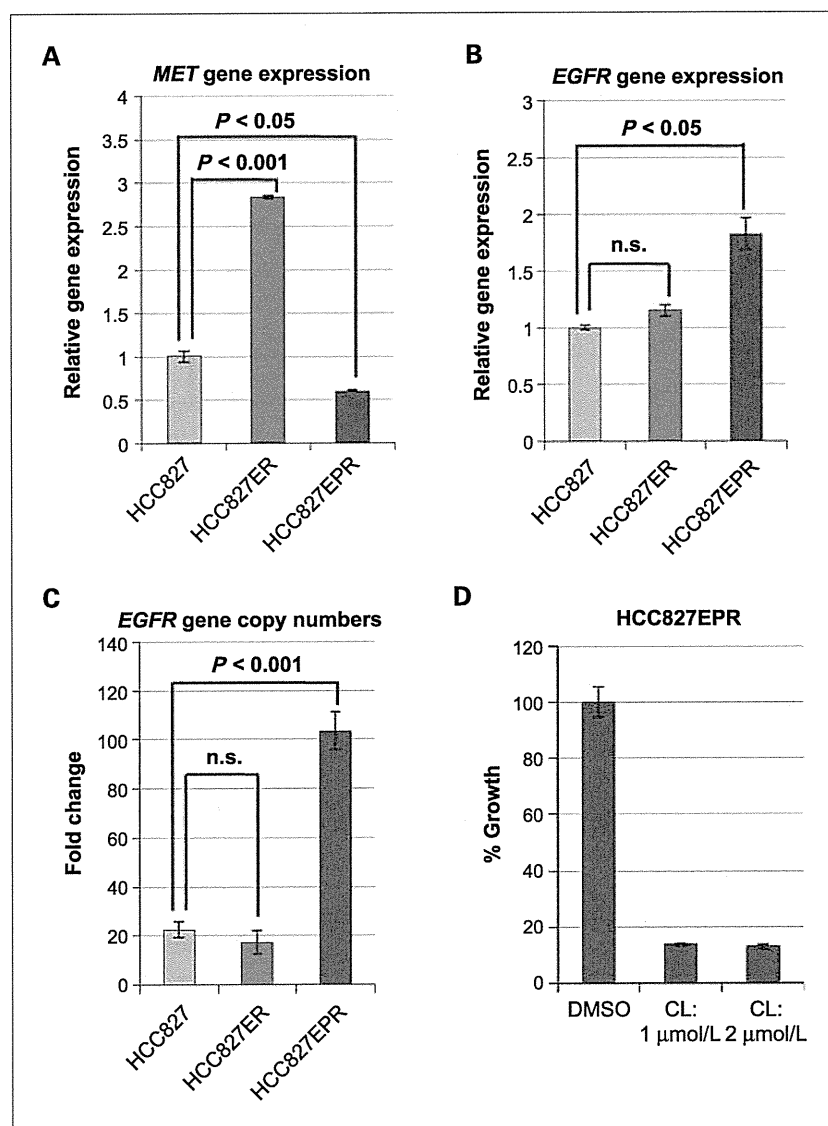 A
MET gene expression
Relative gene expression
4
3.5
3
2.5
2
1.5
1
0.5
0
P < 0.05
P < 0.001
HCC827
HCC827ER
HCC827EPR
B
EGFR gene expression
Relative gene expression
3
2.5
2
1.5
1
0.5
0
P < 0.05
n.s.
HCC827
HCC827ER
HCC827EPR
C
EGFR gene copy numbers
Fold change
140
120
100
80
60
40
20
0
P < 0.001
n.s.
HCC827
HCC827ER
HCC827EPR
D
HCC827EPR
% Growth
120
100
80
60
40
20
0
DMSO
CL:
1 μmol/L
CL:
2 μmol/L